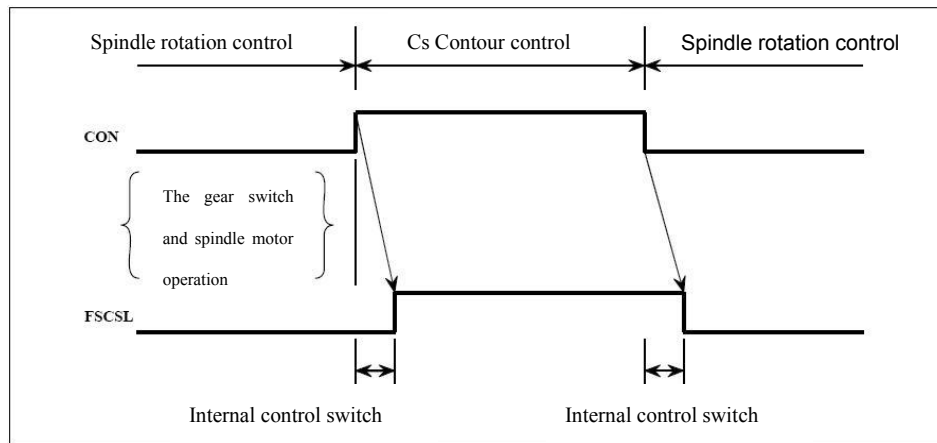 Spindle rotation control Cs Contour control Spindle rotation control
CON
The gear switch
and spindle motor
operation
FSCSL
Internal control switch Internal control switch